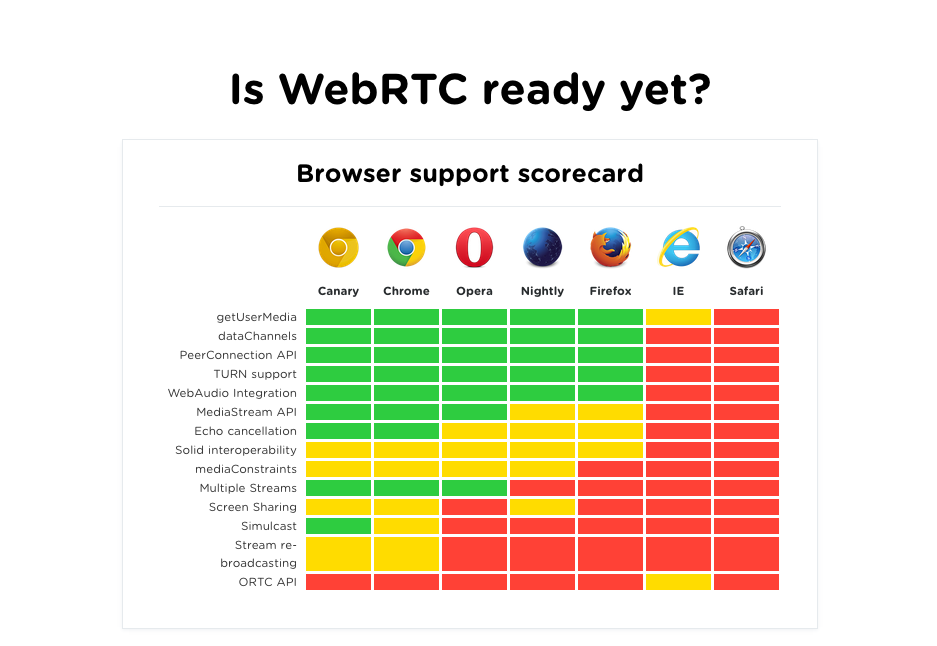 Is WebRTC ready yet?
Browser support scorecard
Canary Chrome Opera Nightly Firefox IE Safari
getUserMedia
dataChannels
PeerConnection API
TURN support
WebAudio Integration
MediaStream API
Echo cancellation
Solid interoperability
mediaConstraints
Multiple Streams
Screen Sharing
Simulcast
Stream re-
broadcasting
ORTC API